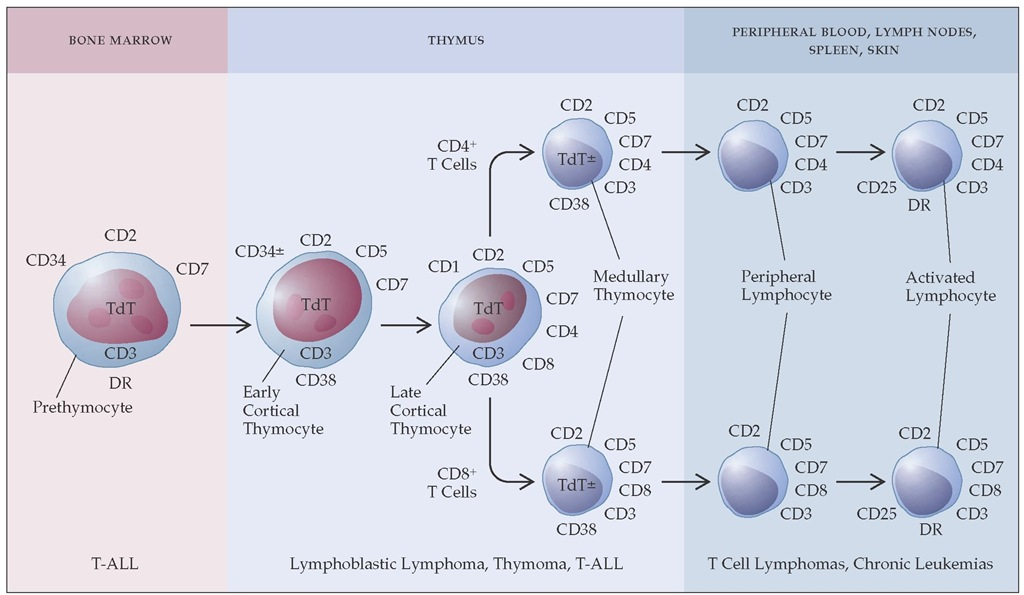 BONE MARROW
THYMUS
PERIPHERAL BLOOD, LYMPH NODES,
SPLEEN, SKIN
CD2
CD34
CD7
TdT
CD3
DR
Prethymocyte
CD34±
CD2
CD5
CD7
TdT
CD3
CD38
Early
Cortical
Thymocyte
CD1
CD2
CD5
CD7
CD4
CD8
TdT
CD3
CD38
Late
Cortical
Thymocyte
CD4+
T Cells
CD2
CD5
CD7
CD4
CD3
CD38
TdT±
Medullary
Thymocyte
CD8+
T Cells
CD2
CD5
CD7
CD8
CD3
CD38
TdT±
CD2
CD5
CD7
CD4
CD3
Peripheral
Lymphocyte
CD2
CD5
CD7
CD8
CD3
CD2
CD5
CD7
CD4
CD3
CD25
DR
Activated
Lymphocyte
CD2
CD5
CD7
CD8
CD3
CD25
DR
T-ALL
Lymphoblastic Lymphoma, Thymoma, T-ALL
T Cell Lymphomas, Chronic Leukemias